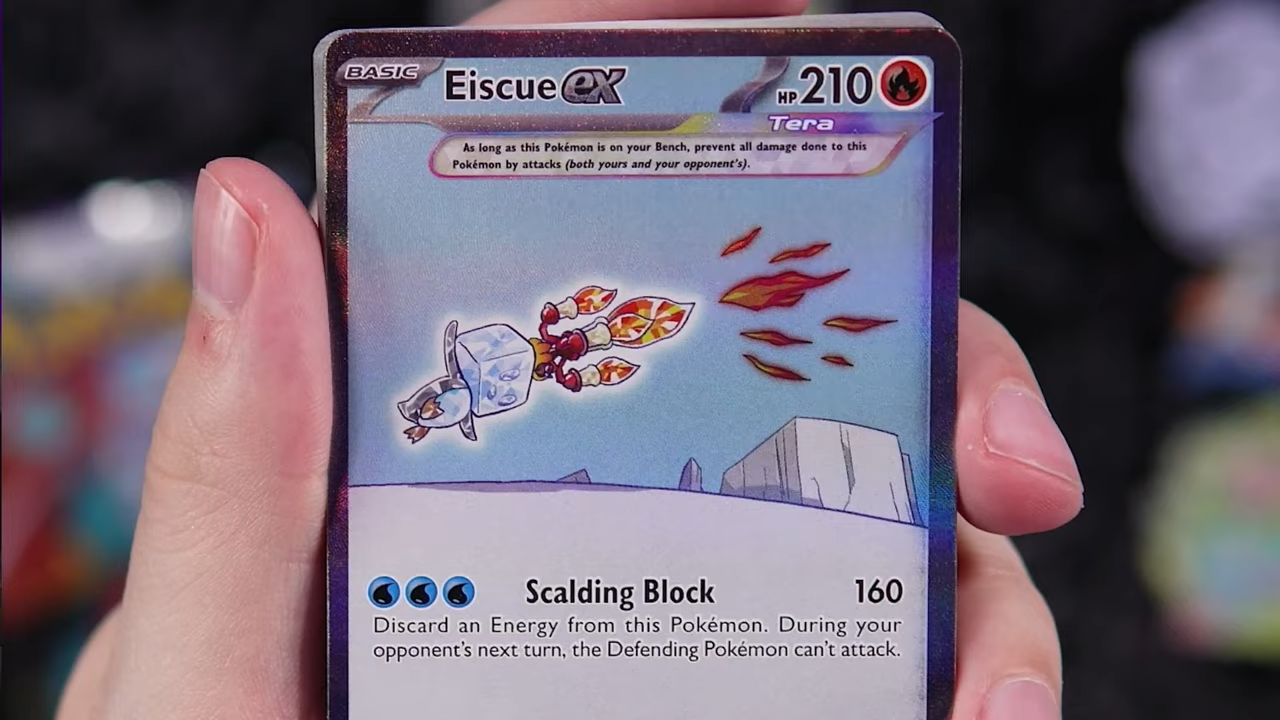 BASIC Eiscue ex HP 210
Tera
As long as this Pokémon is on your Bench, prevent all damage done to this
Pokémon by attacks (both yours and your opponent's).
Scalding Block 160
Discard an Energy from this Pokémon. During your
opponent's next turn, the Defending Pokémon can't attack.